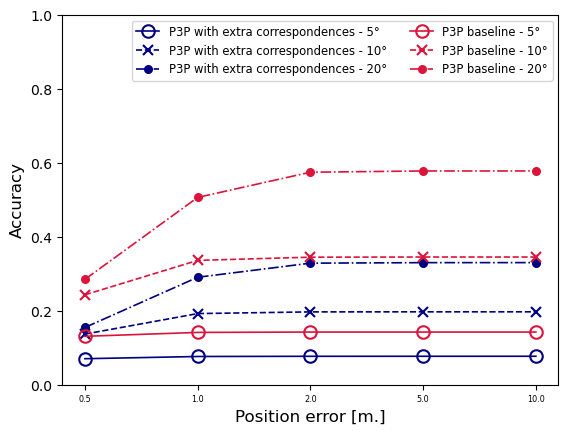 1.0
0.8
0.6
0.4
0.2
0.0
Accuracy
P3P with extra correspondences - 5°
P3P with extra correspondences - 10°
P3P with extra correspondences - 20°
P3P baseline - 5°
P3P baseline - 10°
P3P baseline - 20°
0.5 1.0 2.0 5.0 10.0
Position error [m.]